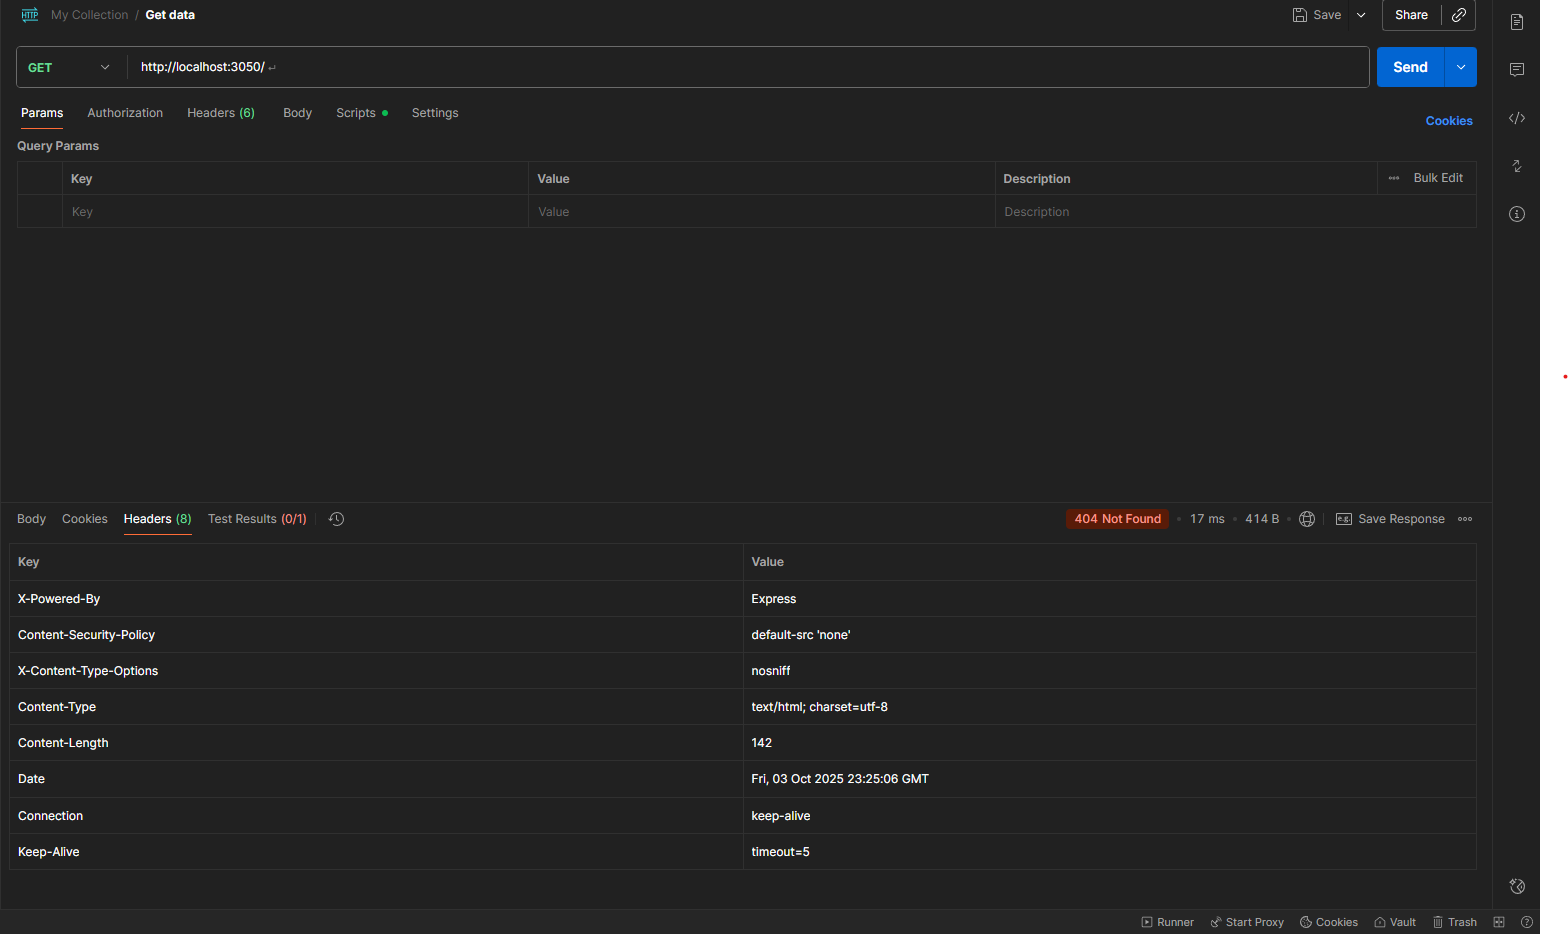 HTTP My Collection / Get data Save Share
GET http://localhost:3050/ ↵ Send
Params Authorization Headers (6) Body Scripts Settings Cookies
Query Params
Key Value Description Bulk Edit
Key Value Description
Body Cookies Headers (8) Test Results (0/1) 404 Not Found 17 ms 414 B e.g. Save Response
Key Value
X-Powered-By Express
Content-Security-Policy default-src 'none'
X-Content-Type-Options nosniff
Content-Type text/html; charset=utf-8
Content-Length 142
Date Fri, 03 Oct 2025 23:25:06 GMT
Connection keep-alive
Keep-Alive timeout=5
Runner Start Proxy Cookies Vault Trash